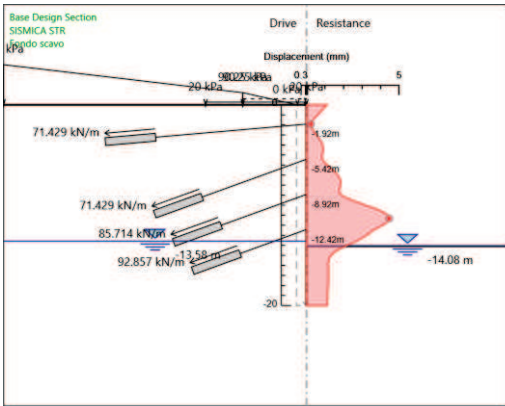 Base Design Section
SISMICA STR
Fondo scavo
kPa
Drive
Resistance
Displacement (mm)
0.3
5
20 kPa
0 kPa
20 kPa
71.429 kN/m
-1.92m
-5.42m
71.429 kN/m
-8.92m
85.714 kN/m
-12.42m
92.857 kN/m
-13.58 m
-14.08 m
-20